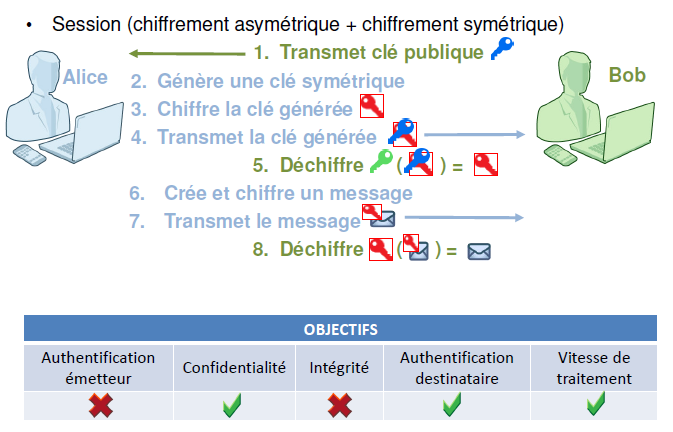 • Session (chiffrement asymétrique + chiffrement symétrique)
1. Transmet clé publique
Alice
Bob
2. Génère une clé symétrique
3. Chiffre la clé générée
4. Transmet la clé générée
5. Déchiffre ( ) =
6. Crée et chiffre un message
7. Transmet le message
8. Déchiffre ( ) =
OBJECTIFS
Authentification émetteur
Confidentialité
Intégrité
Authentification destinataire
Vitesse de traitement